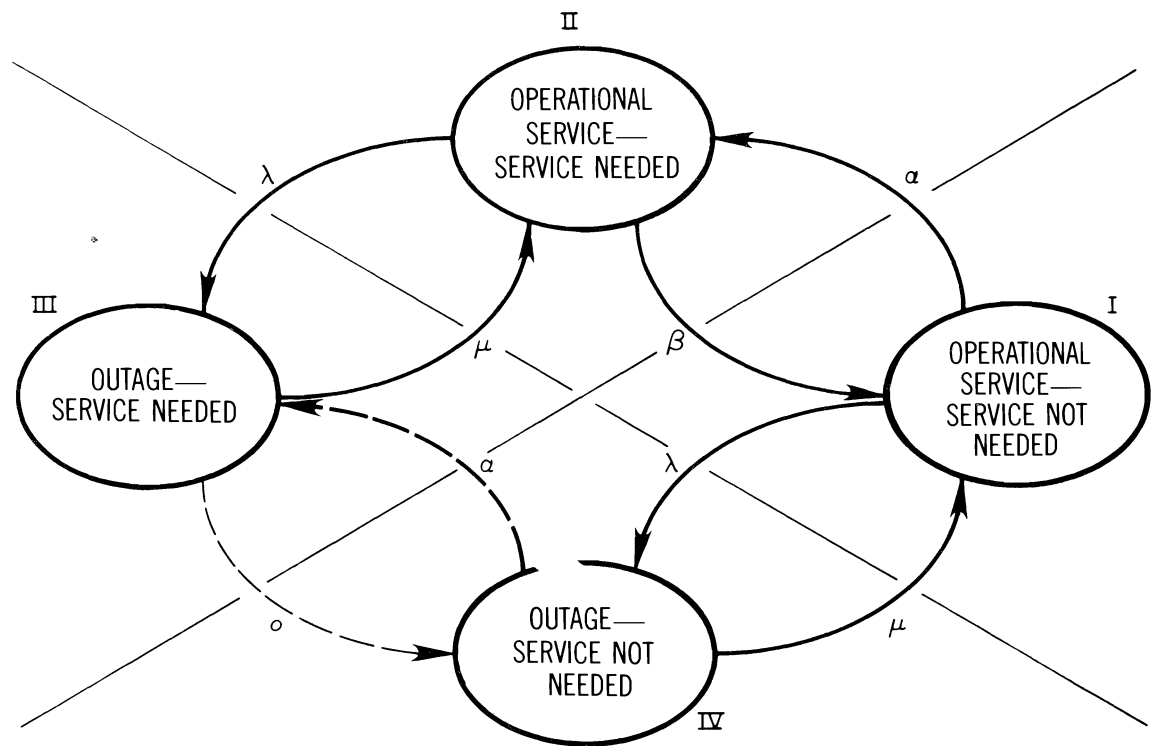 II
OPERATIONAL
SERVICE—
SERVICE NEEDED
λ
α
III
I
μ
β
OUTAGE—
SERVICE NEEDED
OPERATIONAL
SERVICE—
SERVICE NOT
NEEDED
α
λ
o
OUTAGE—
SERVICE NOT
NEEDED
μ
IV